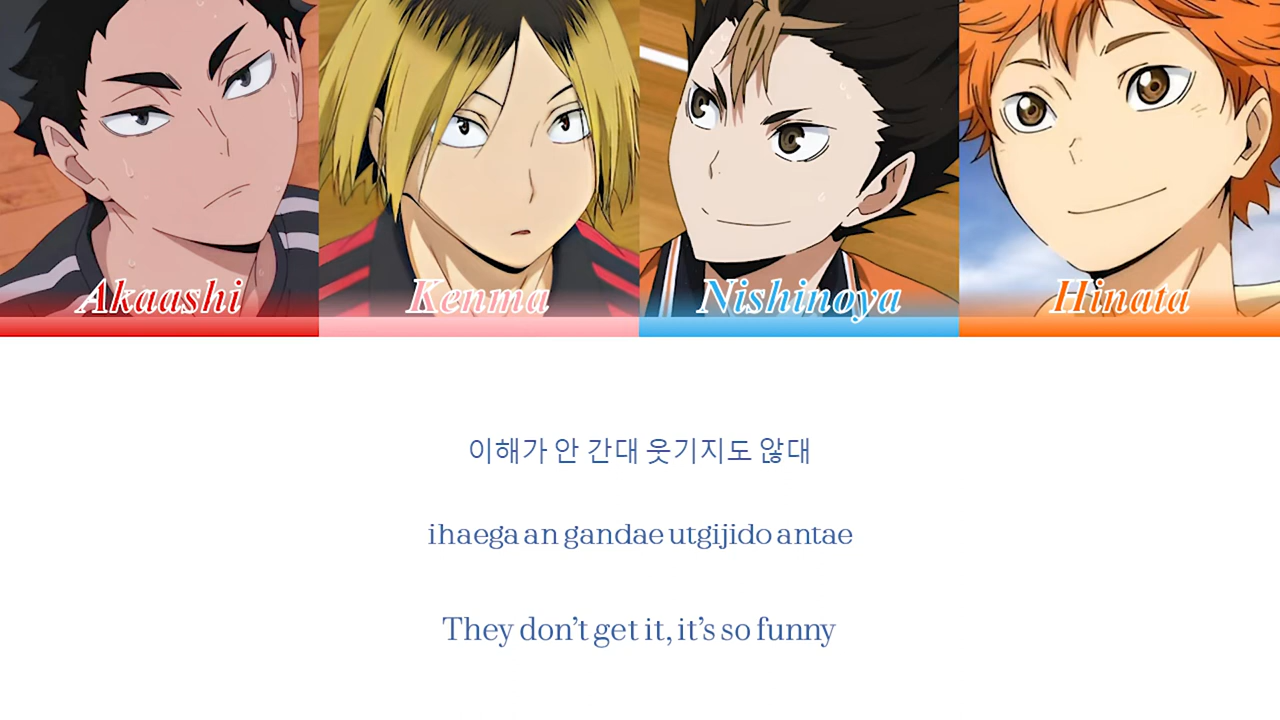 Akaashi
Kenma
Nishinoya
Hinata
이해가 안 간대 웃기지도 않대
ihaega an gandae utgijido antae
They don't get it, it's so funny